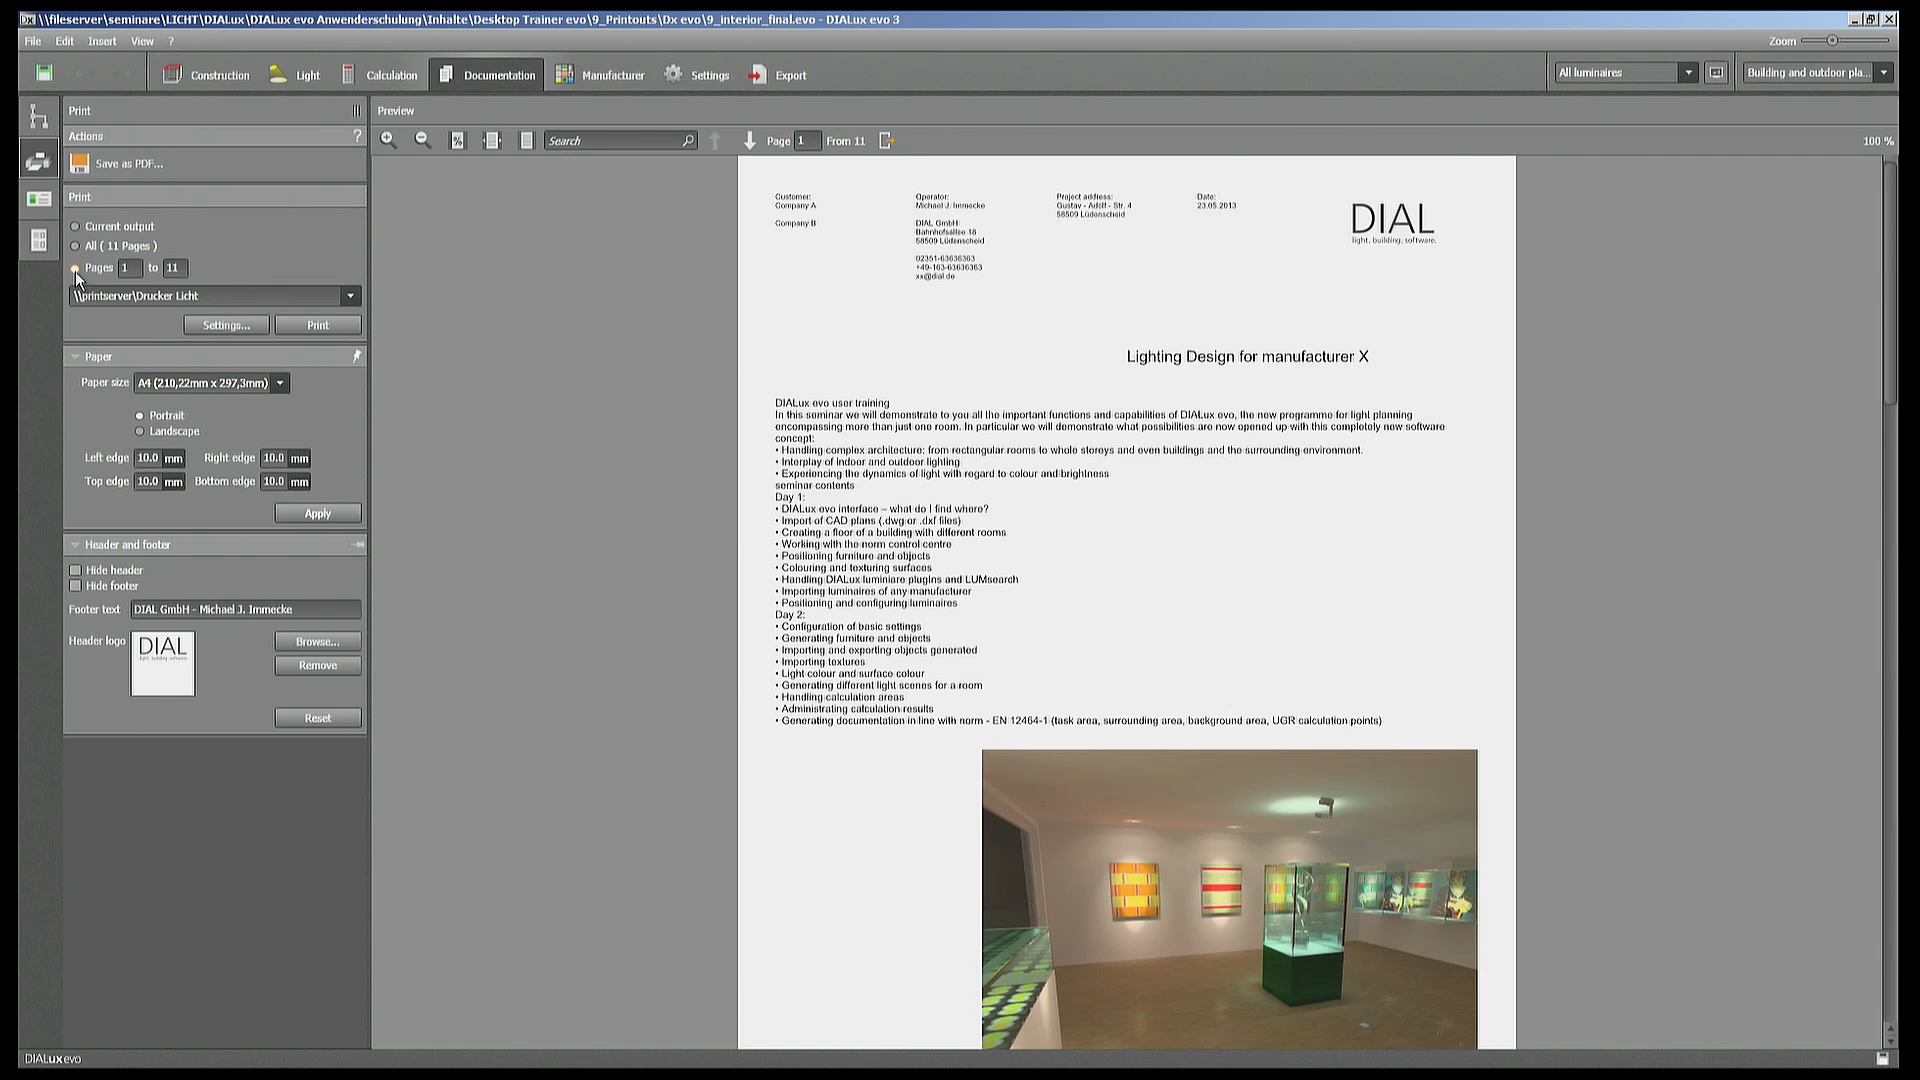 \\fileserver\seminare\LICHT\DIALux\DIALux evo Anwenderschulung\Inhalte\Desktop Trainer evo\9_Printouts\Dx evo\9_interior_final.evo - DIALux evo 3
File Edit Insert View ?
Zoom
Construction Light Calculation Documentation Manufacturer Settings Export
All luminaires
Building and outdoor pla...
Print
Actions ?
Save as PDF...
Print
Current output
All ( 11 Pages )
Pages 1 to 11
\\printserver\Drucker Licht
Settings... Print
Paper
Paper size A4 (210,22mm x 297,3mm)
Portrait
Landscape
Left edge 10.0 mm Right edge 10.0 mm
Top edge 10.0 mm Bottom edge 10.0 mm
Apply
Header and footer
Hide header
Hide footer
Footer text DIAL GmbH - Michael J. Immecke
Header logo DIAL
light. building. software.
Browse...
Remove
Reset
Preview
Search Page 1 From 11 100 %
Customer:
Company A
Company B
Operator:
Michael J. Immecke
DIAL GmbH
Bahnhofsallee 18
58509 Lüdenscheid
02351-63636363
+49-163-63636363
xx@dial.de
Project address:
Gustav - Adolf - Str. 4
58509 Lüdenscheid
Date:
23.05.2013
DIAL
light. building. software.
Lighting Design for manufacturer X
DIALux evo user training
In this seminar we will demonstrate to you all the important functions and capabilities of DIALux evo, the new programme for light planning
encompassing more than just one room. In particular we will demonstrate what possibilities are now opened up with this completely new software
concept:
• Handling complex architecture: from rectangular rooms to whole storeys and even buildings and the surrounding environment.
• Interplay of indoor and outdoor lighting
• Experiencing the dynamics of light with regard to colour and brightness
seminar contents
Day 1:
• DIALux evo interface – what do I find where?
• Import of CAD plans (.dwg or .dxf files)
• Creating a floor of a building with different rooms
• Working with the norm control centre
• Positioning furniture and objects
• Colouring and texturing surfaces
• Handling DIALux luminiare plugIns and LUMsearch
• Importing luminaires of any manufacturer
• Positioning and configuring luminaires
Day 2:
• Configuration of basic settings
• Generating furniture and objects
• Importing and exporting objects generated
• Importing textures
• Light colour and surface colour
• Generating different light scenes for a room
• Handling calculation areas
• Administrating calculation results
• Generating documentation in line with norm - EN 12464-1 (task area, surrounding area, background area, UGR calculation points)
DIALux evo